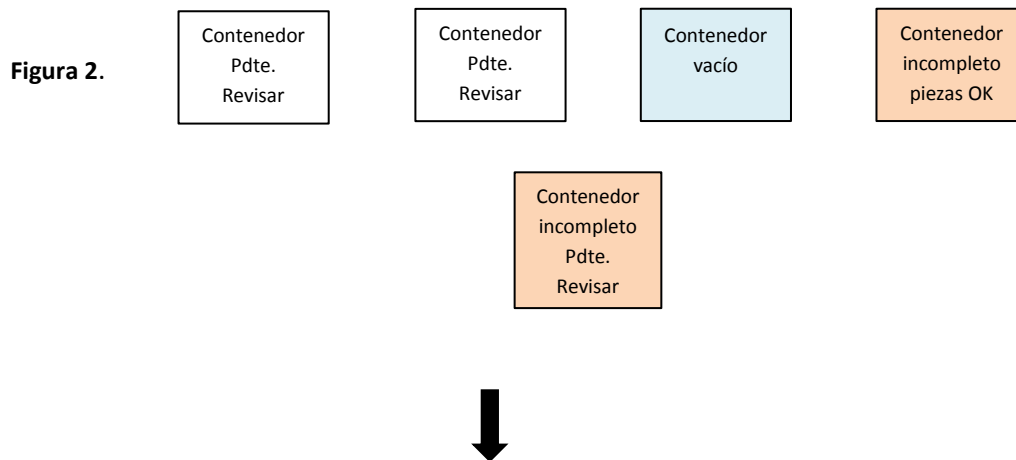 Figura 2.
Contenedor
Pdte.
Revisar
Contenedor
Pdte.
Revisar
Contenedor
vacío
Contenedor
incompleto
piezas OK
Contenedor
incompleto
Pdte.
Revisar